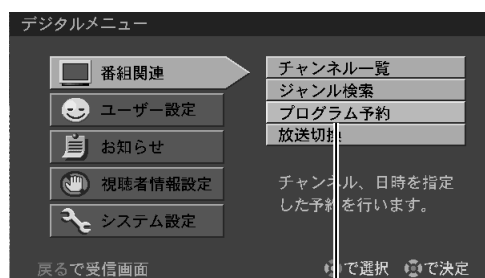 デジタルメニュー
番組関連
ユーザー設定
お知らせ
視聴者情報設定
システム設定
チャンネル一覧
ジャンル検索
プログラム予約
放送切換
チャンネル、日時を指定
した予約を行います。
戻るで受信画面
で選択 で決定